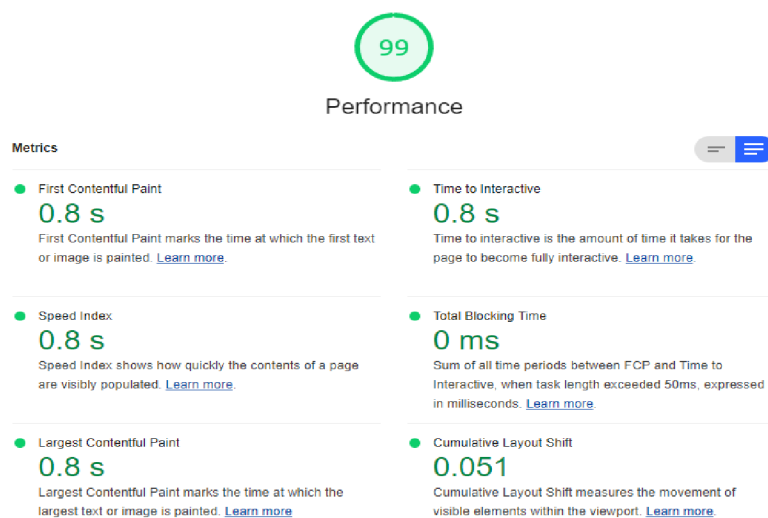 99
Performance
Metrics
First Contentful Paint
0.8 s
First Contentful Paint marks the time at which the first text
or image is painted. Learn more.
Time to Interactive
0.8 s
Time to interactive is the amount of time it takes for the
page to become fully interactive. Learn more.
Speed Index
0.8 s
Speed Index shows how quickly the contents of a page
are visibly populated. Learn more.
Total Blocking Time
0 ms
Sum of all time periods between FCP and Time to
Interactive, when task length exceeded 50ms, expressed
in milliseconds. Learn more.
Largest Contentful Paint
0.8 s
Largest Contentful Paint marks the time at which the
largest text or image is painted. Learn more
Cumulative Layout Shift
0.051
Cumulative Layout Shift measures the movement of
visible elements within the viewport. Learn more.